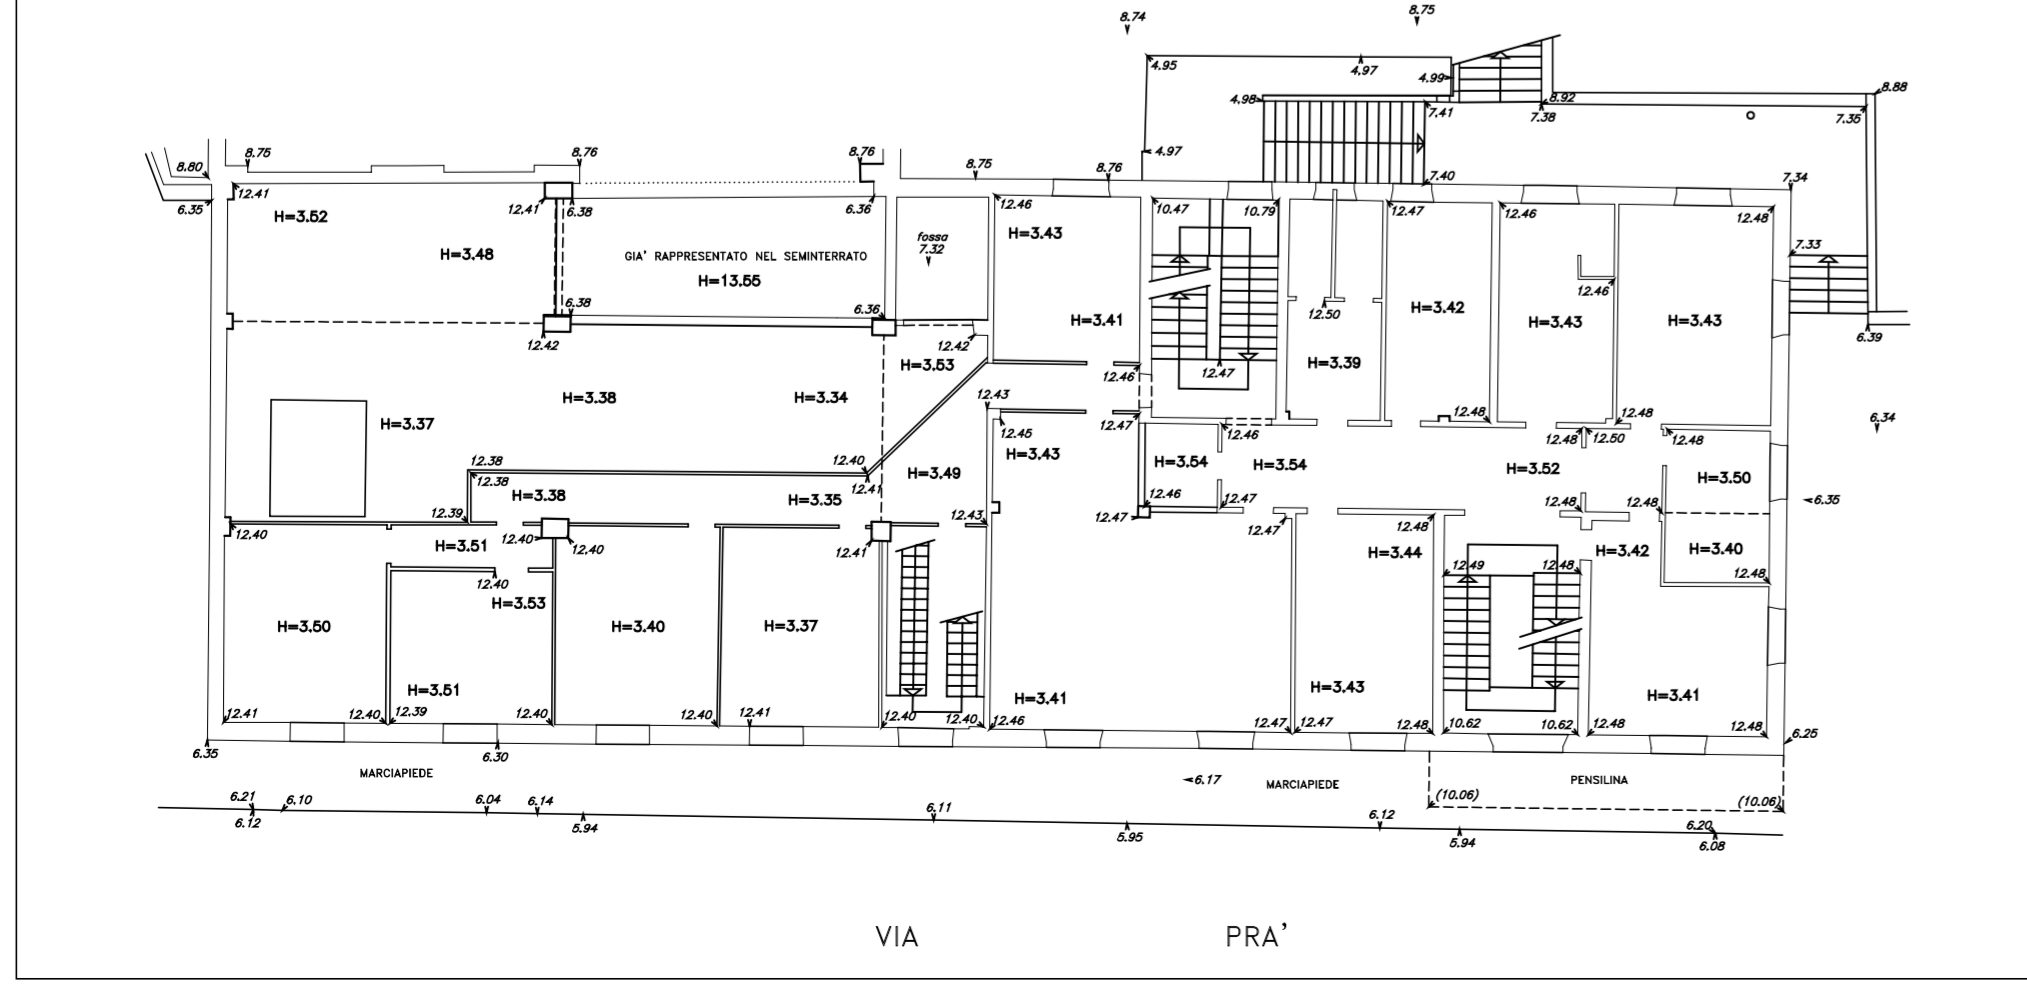 8.74
8.75
4.95
4.97
4.99
8.92
8.88
4.98
7.41
7.38
7.35
8.80
8.75
8.76
8.76
8.75
8.76
4.97
7.40
7.34
6.35
12.41
12.41
6.38
6.36
12.46
10.47
10.79
12.47
12.46
12.48
H=3.52
H=3.43
H=3.48
GIA' RAPPRESENTATO NEL SEMINTERRATO
fossa
7.32
7.33
H=13.55
6.38
6.36
12.46
12.50
H=3.42
H=3.43
H=3.43
H=3.41
12.42
12.42
6.39
H=3.53
12.46
12.47
H=3.39
H=3.38
H=3.34
12.43
H=3.37
12.45
12.47
12.46
12.48
12.48
6.34
12.48
12.50
12.48
H=3.43
12.38
12.38
12.40
12.41
H=3.49
H=3.54
H=3.54
H=3.52
H=3.50
H=3.38
H=3.35
12.46
12.47
12.48
12.48
6.35
12.39
12.43
12.47
12.47
12.48
12.40
H=3.51
12.40
12.40
12.41
H=3.44
H=3.42
H=3.40
12.40
12.49
12.48
12.48
H=3.53
H=3.50
H=3.40
H=3.37
H=3.51
H=3.41
H=3.43
H=3.41
12.41
12.40
12.39
12.40
12.40
12.41
12.40
12.40
12.46
12.47
12.47
12.48
10.62
10.62
12.48
12.48
6.25
6.35
6.30
MARCIAPIEDE
6.17
MARCIAPIEDE
PENSILINA
6.21
6.10
6.04
6.14
6.11
6.12
(10.06)
(10.06)
6.12
5.94
5.95
5.94
6.20
6.08
VIA PRA'